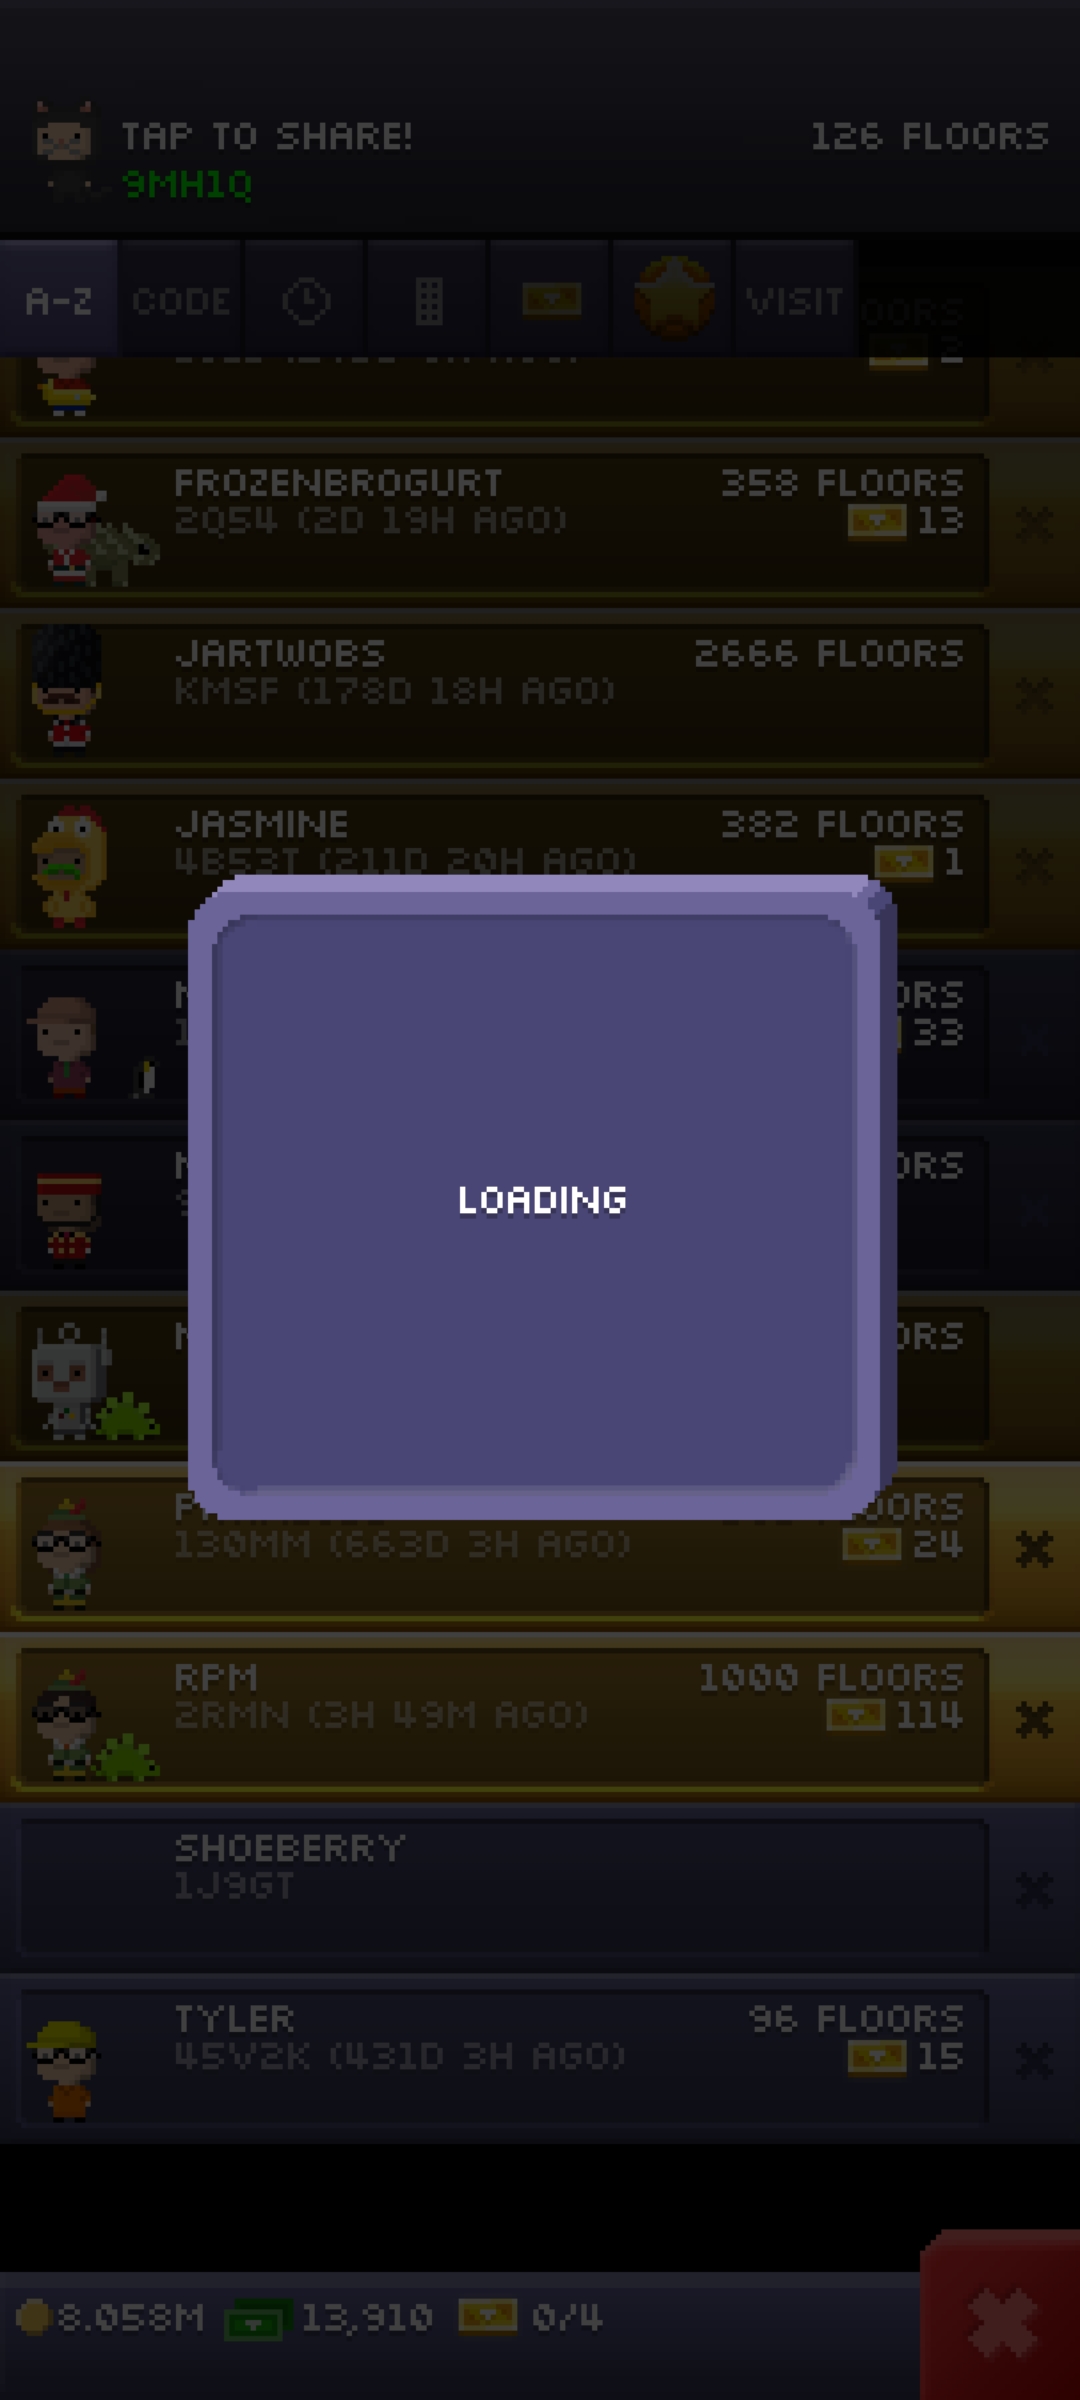 TAP TO SHARE!
126 FLOORS
9MH1Q
A-Z
CODE
VISIT
2
FROZENBROGURT
358 FLOORS
2Q54 (2D 19H AGO)
13
JARTWOBS
2666 FLOORS
KMSF (178D 18H AGO)
JASMINE
382 FLOORS
4B53T (211D 20H AGO)
1
33
LOADING
130MM (663D 3H AGO)
24
RPM
1000 FLOORS
2RMN (3H 49M AGO)
114
SHOEBERRY
1J9GT
TYLER
96 FLOORS
45V2K (431D 3H AGO)
15
8.058M
13,910
0/4